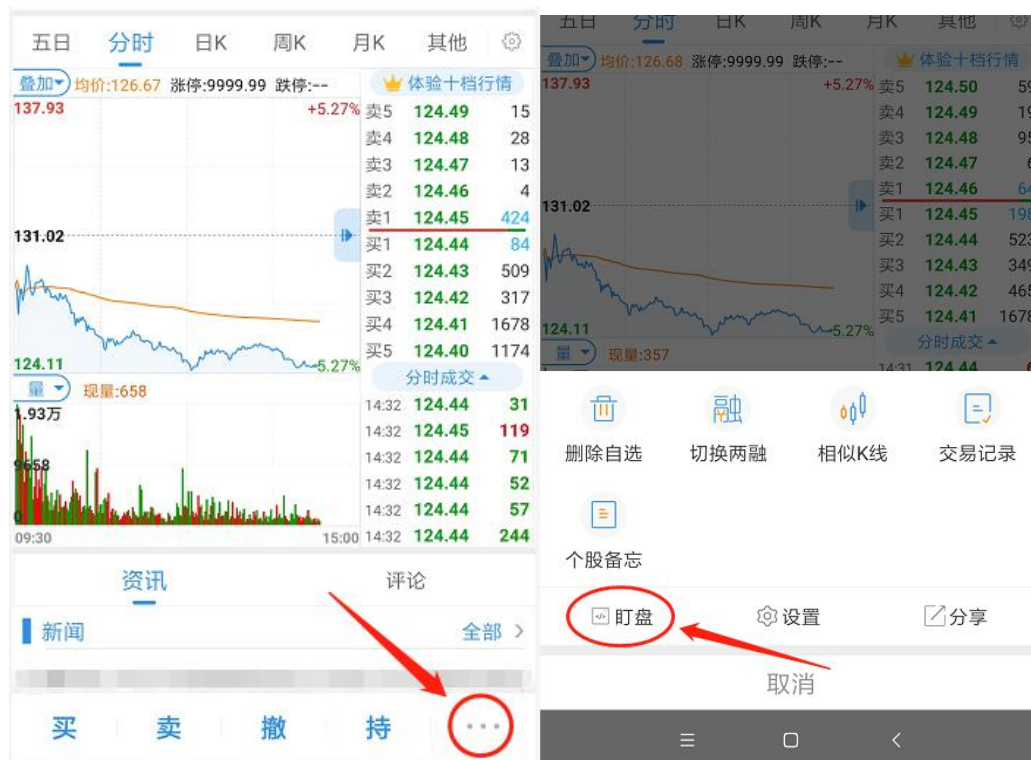 五日 分时 日K 周K 月K 其他
叠加 均价:126.67 涨停:9999.99 跌停:--
体验十档行情
137.93 +5.27%
131.02
124.11 -5.27%
卖5 124.49 15
卖4 124.48 28
卖3 124.47 13
卖2 124.46 4
卖1 124.45 424
买1 124.44 84
买2 124.43 509
买3 124.42 317
买4 124.41 1678
买5 124.40 1174
分时成交
量 现量:658
1.93万
9658
0
09:30 15:00
14:32 124.44 31
14:32 124.45 119
14:32 124.44 71
14:32 124.44 52
14:32 124.44 57
14:32 124.44 244
资讯 评论
新闻 全部
买 卖 撤 持
五日 分时 日K 周K 月K 其他
叠加 均价:126.68 涨停:9999.99 跌停:--
体验十档行情
137.93 +5.27%
131.02
124.11 -5.27%
卖5 124.50 59
卖4 124.49 19
卖3 124.48 95
卖2 124.47 6
卖1 124.46 64
买1 124.45 198
买2 124.44 523
买3 124.43 349
买4 124.42 465
买5 124.41 1678
分时成交
量 现量:357
14:31 124.44
删除自选 切换两融 相似K线 交易记录
个股备忘
盯盘 设置 分享
取消